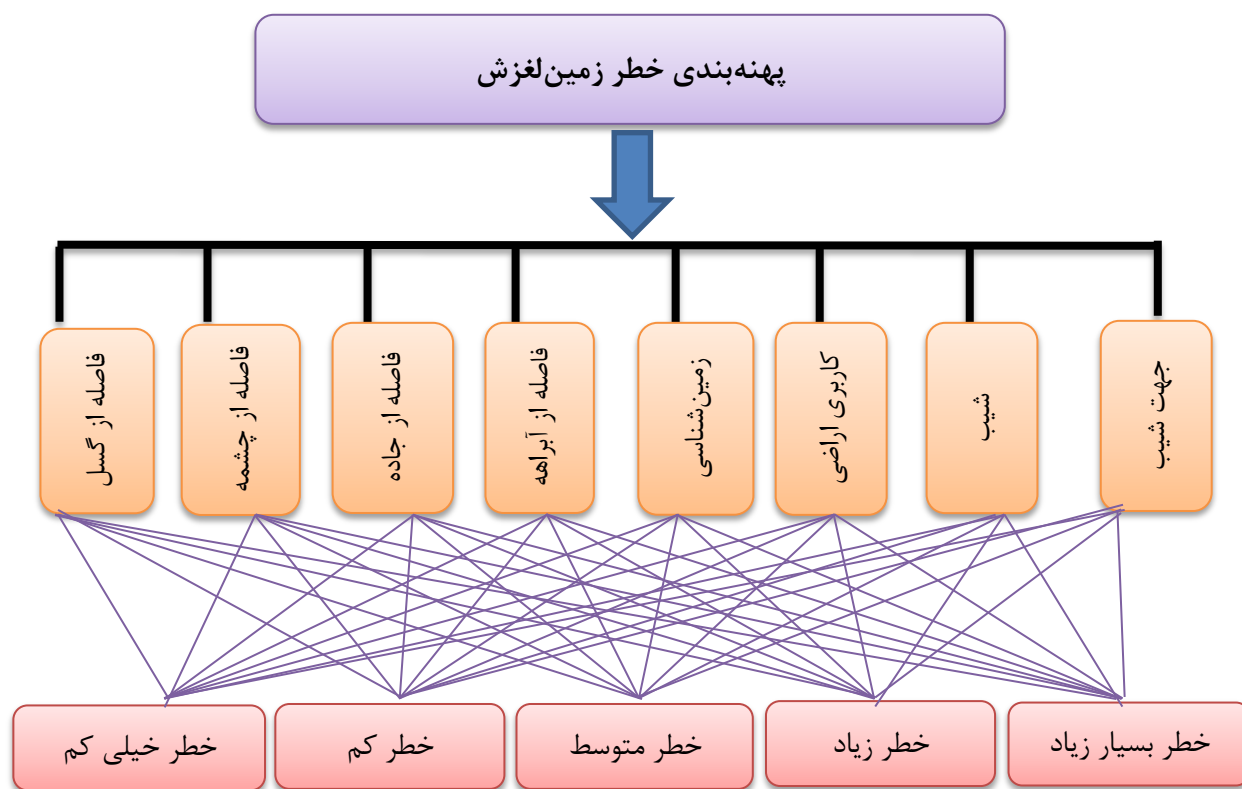 پهنه‌بندی خطر زمین‌لغزش
جهت شیب
شیب
کاربری اراضی
زمین‌شناسی
فاصله از آبراهه
فاصله از جاده
فاصله از چشمه
فاصله از گسل
خطر بسیار زیاد
خطر زیاد
خطر متوسط
خطر کم
خطر خیلی کم